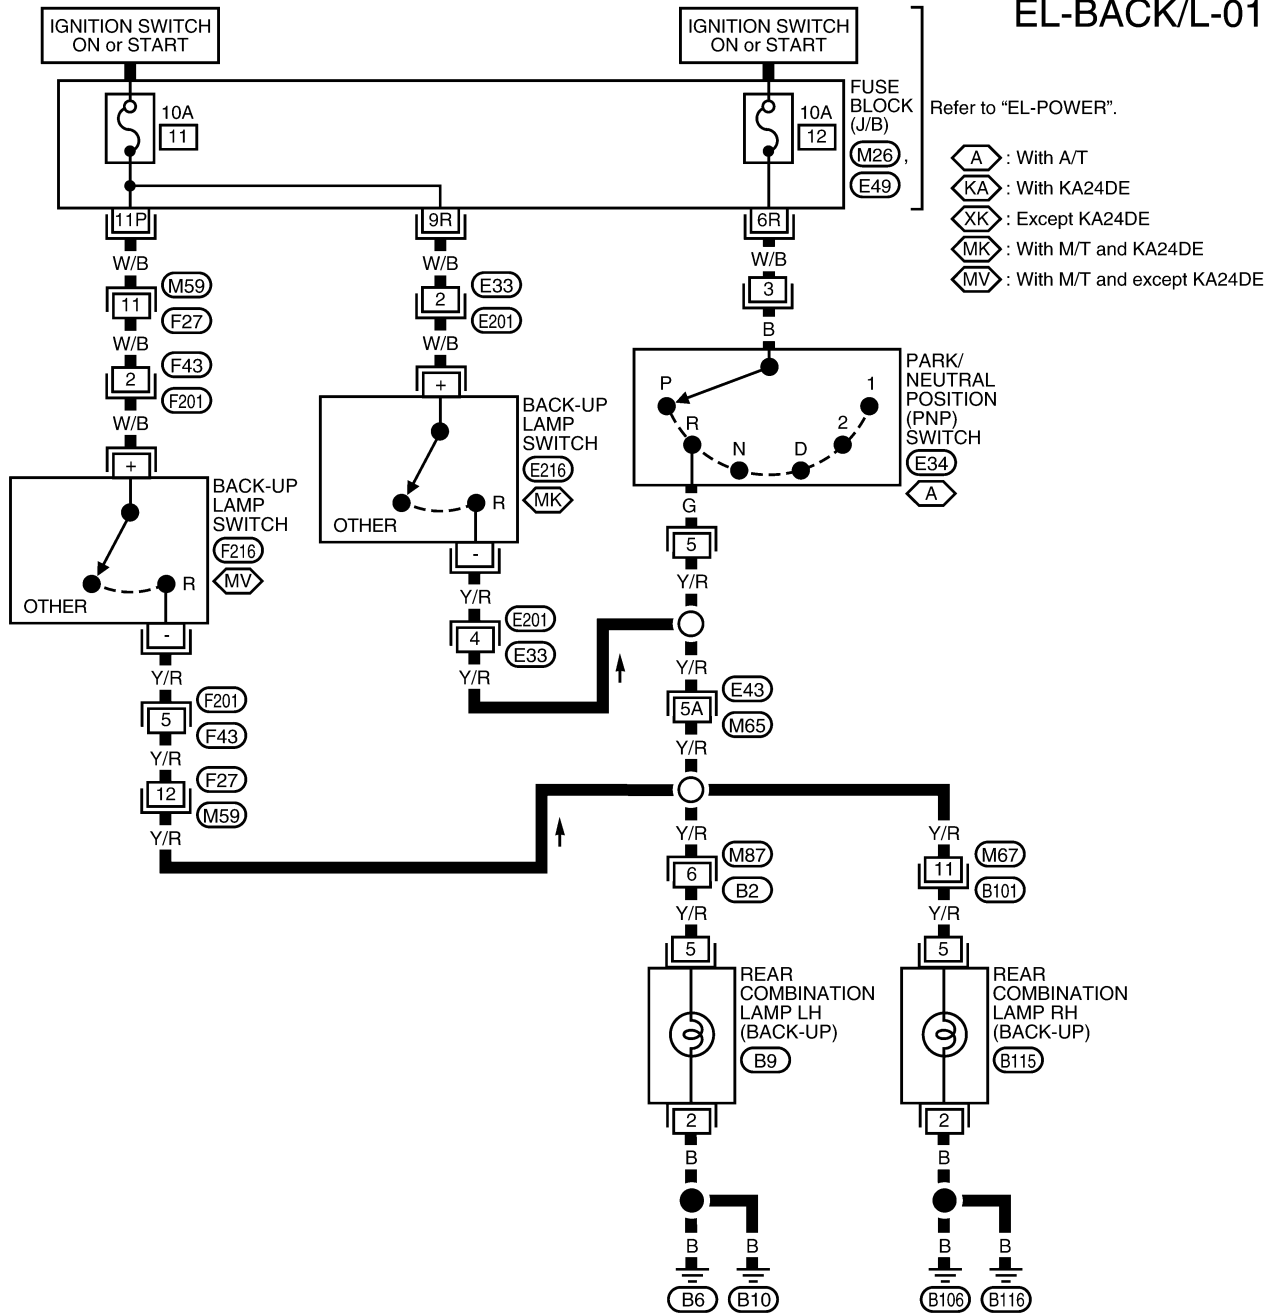 EL-BACK/L-01
IGNITION SWITCH
ON or START
IGNITION SWITCH
ON or START
10A
11
10A
12
FUSE
BLOCK
(J/B)
M26 ,
E49
Refer to “EL-POWER”.
A : With A/T
KA : With KA24DE
XK : Except KA24DE
MK : With M/T and KA24DE
MV : With M/T and except KA24DE
11P
9R
6R
W/B
W/B
W/B
11
M59
F27
2
E33
E201
3
W/B
W/B
B
2
F43
F201
W/B
+
+
BACK-UP
LAMP
SWITCH
E216
MK
OTHER
R
-
PARK/
NEUTRAL
POSITION
(PNP)
SWITCH
E34
A
P
R
N
D
2
1
G
5
Y/R
BACK-UP
LAMP
SWITCH
F216
MV
OTHER
R
-
Y/R
4
E201
E33
Y/R
Y/R
5A
E43
M65
Y/R
Y/R
5
F201
F43
Y/R
12
F27
M59
Y/R
Y/R
Y/R
6
M87
B2
11
M67
B101
Y/R
Y/R
5
5
REAR
COMBINATION
LAMP LH
(BACK-UP)
B9
REAR
COMBINATION
LAMP RH
(BACK-UP)
B115
2
2
B
B
B
B
B
B
B6
B10
B106
B116